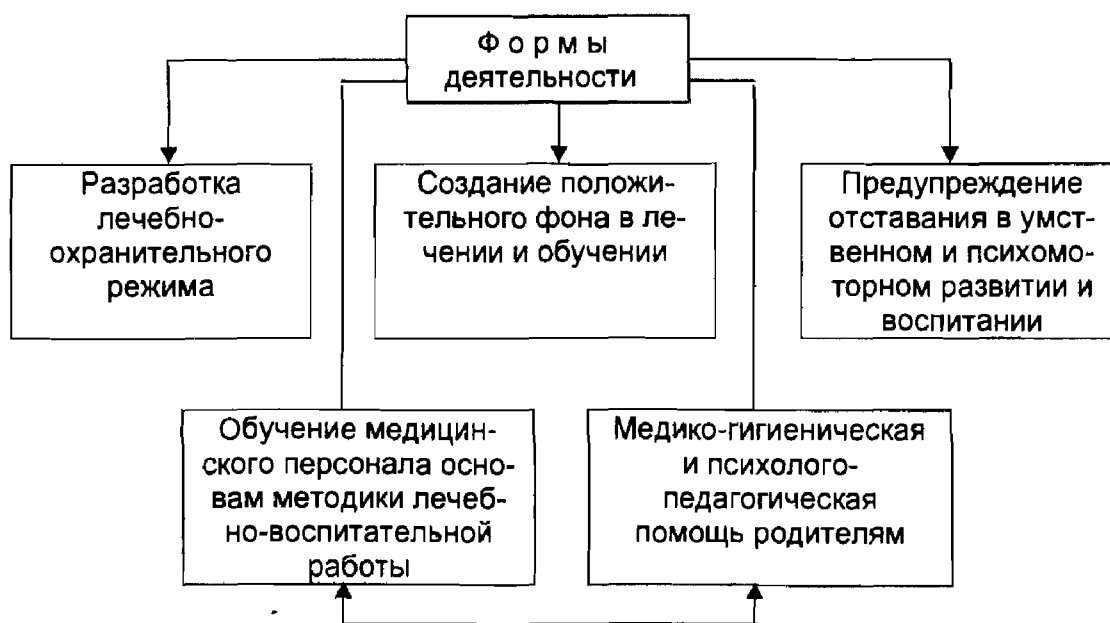 Ф о р м ы
деятельности
Разработка
лечебно-
охранительного
режима
Создание положи-
тельного фона в ле-
чении и обучении
Предупреждение
отставания в умст-
венном и психомо-
торном развитии и
воспитании
Обучение медицин-
ского персонала осно-
вам методики лечеб-
но-воспитательной
работы
Медико-гигиеническая
и психолого-
педагогическая
помощь родителям